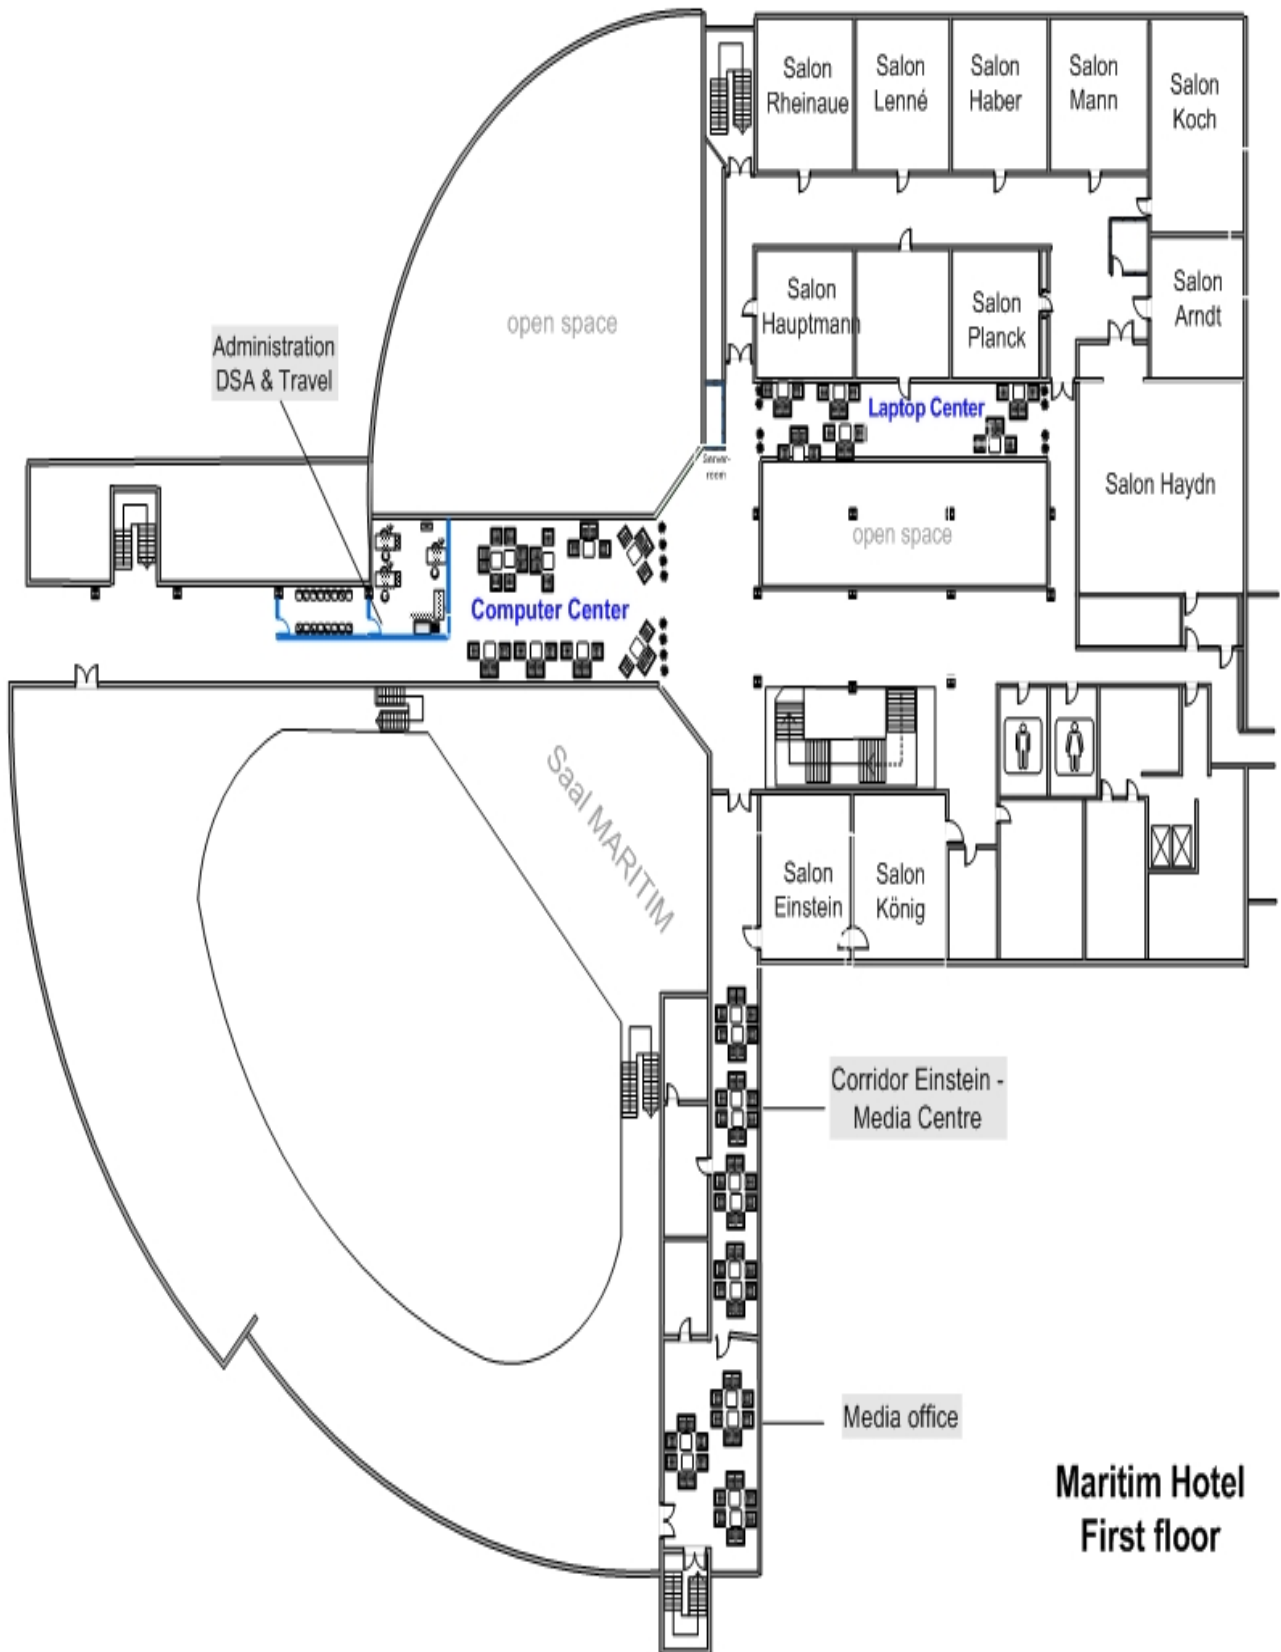 Salon
Rheinaue
Salon
Lenné
Salon
Haber
Salon
Mann
Salon
Koch
Salon
Hauptmann
Salon
Planck
Salon
Arndt
open space
Administration
DSA & Travel
Laptop Center
Server-
room
Salon Haydn
open space
Computer Center
Saal MARITIM
Salon
Einstein
Salon
König
Corridor Einstein -
Media Centre
Media office
Maritim Hotel
First floor